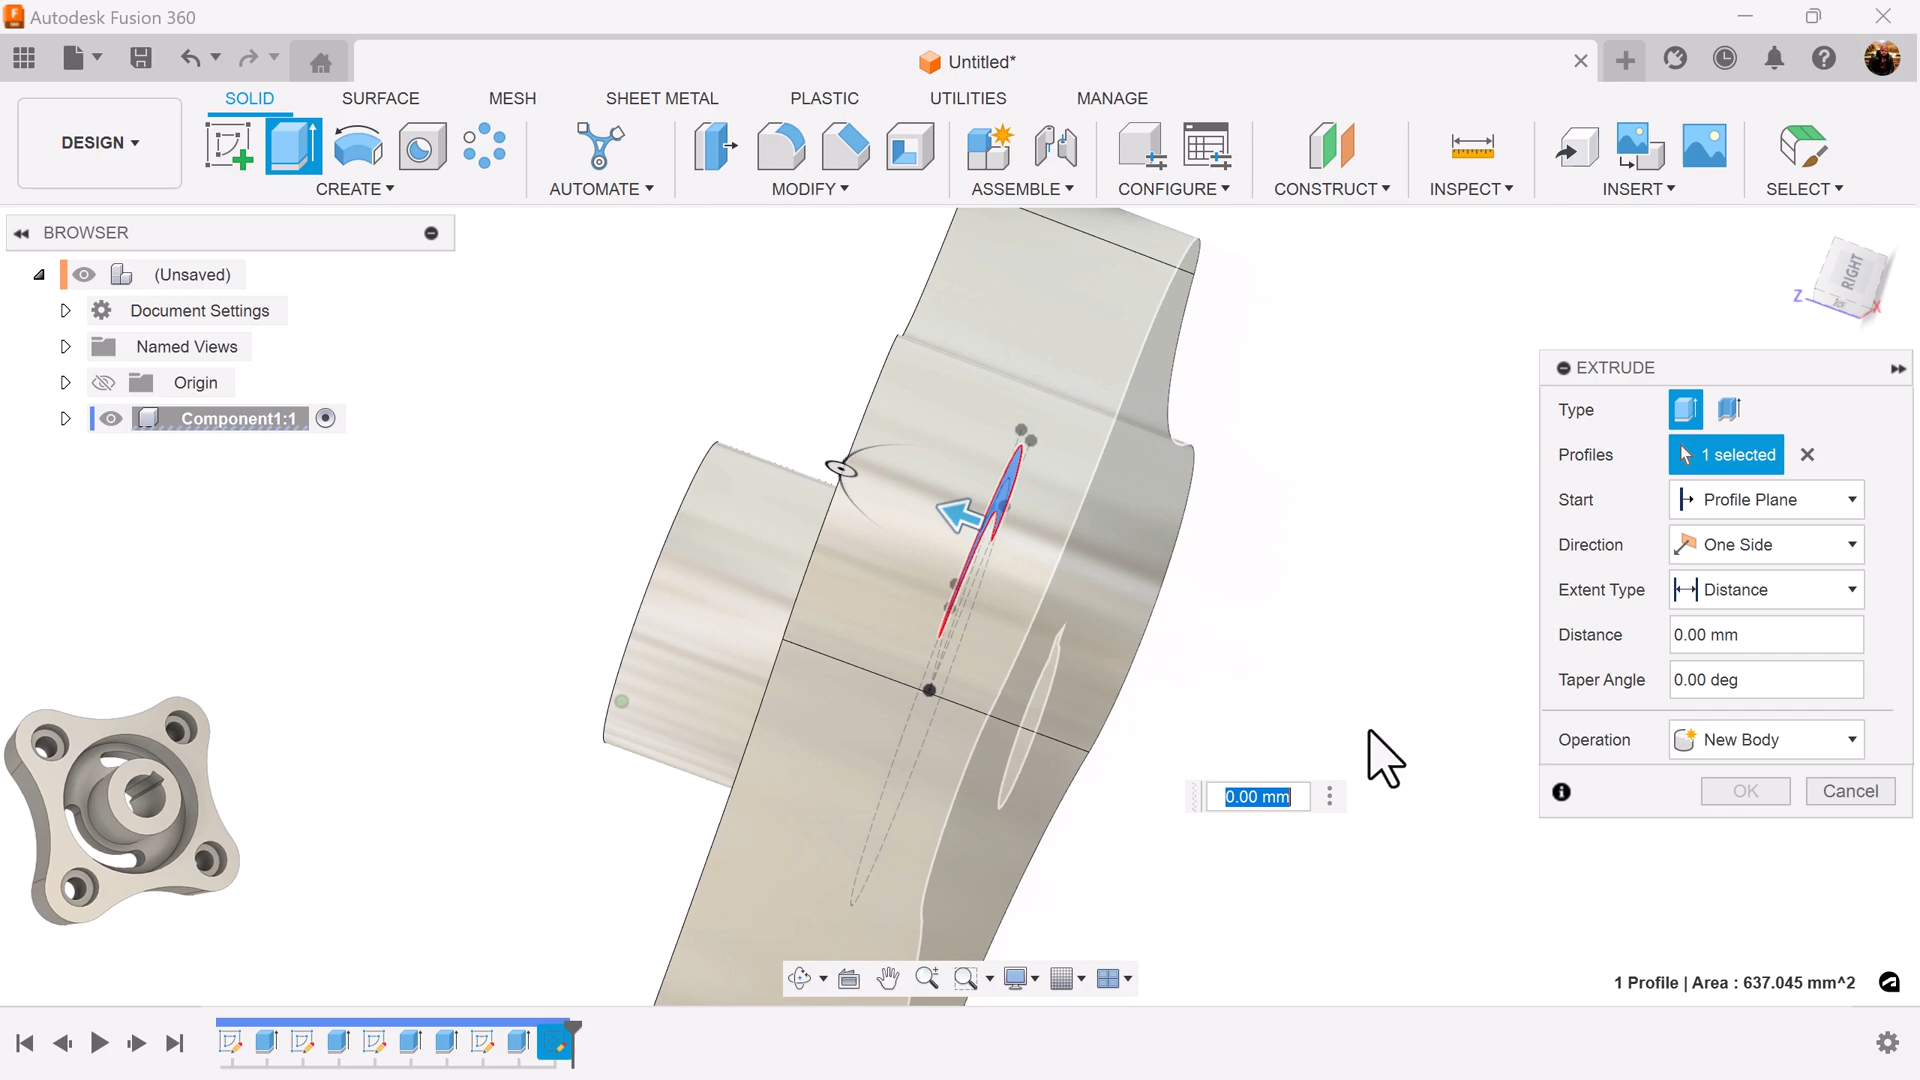 Autodesk Fusion 360
Untitled*
DESIGN
SOLID
SURFACE
MESH
SHEET METAL
PLASTIC
UTILITIES
MANAGE
CREATE
AUTOMATE
MODIFY
ASSEMBLE
CONFIGURE
CONSTRUCT
INSPECT
INSERT
SELECT
BROWSER
(Unsaved)
Document Settings
Named Views
Origin
Component1:1
RIGHT
Z
X
EXTRUDE
Type
Profiles
1 selected
Start
Profile Plane
Direction
One Side
Extent Type
Distance
Distance
0.00 mm
Taper Angle
0.00 deg
Operation
New Body
OK
Cancel
0.00 mm
1 Profile | Area : 637.045 mm^2